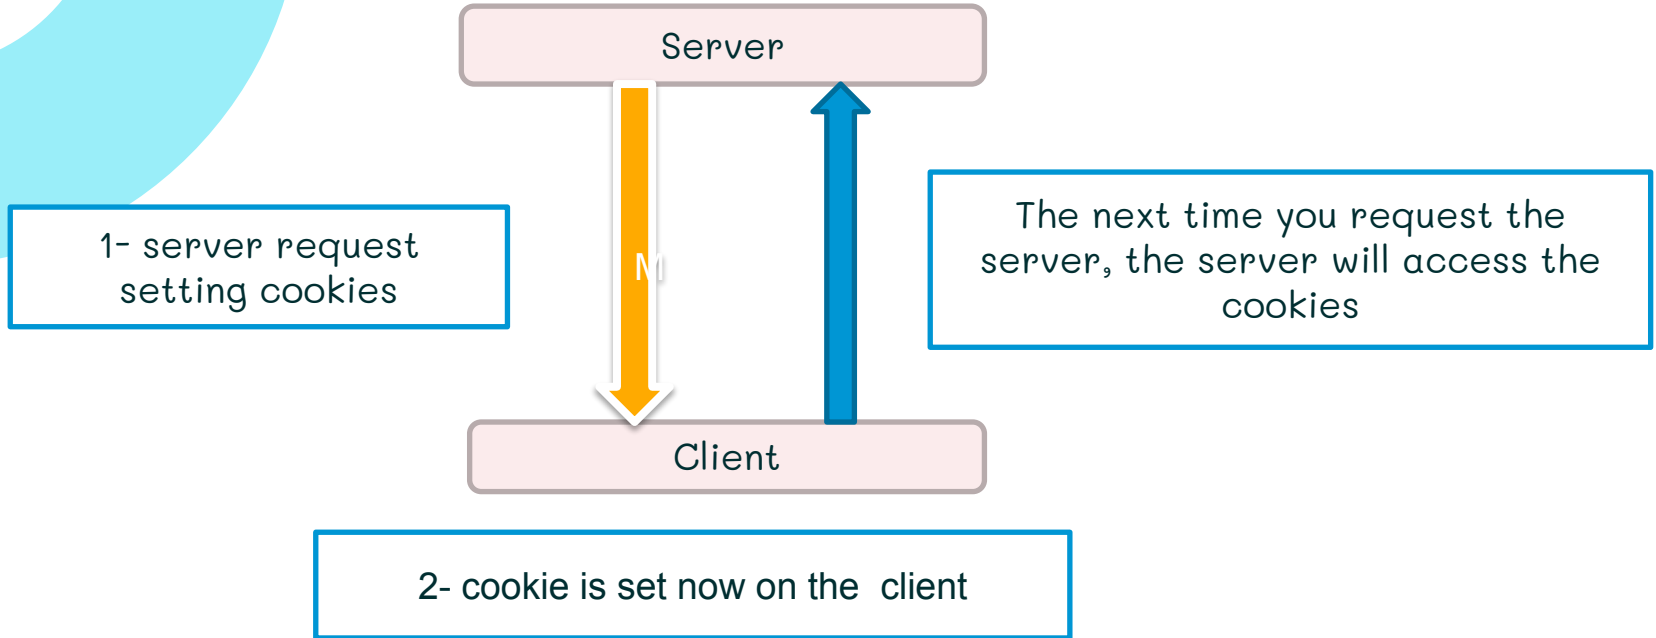 Server
1- server request
setting cookies
M
The next time you request the
server, the server will access the
cookies
Client
2- cookie is set now on the  client